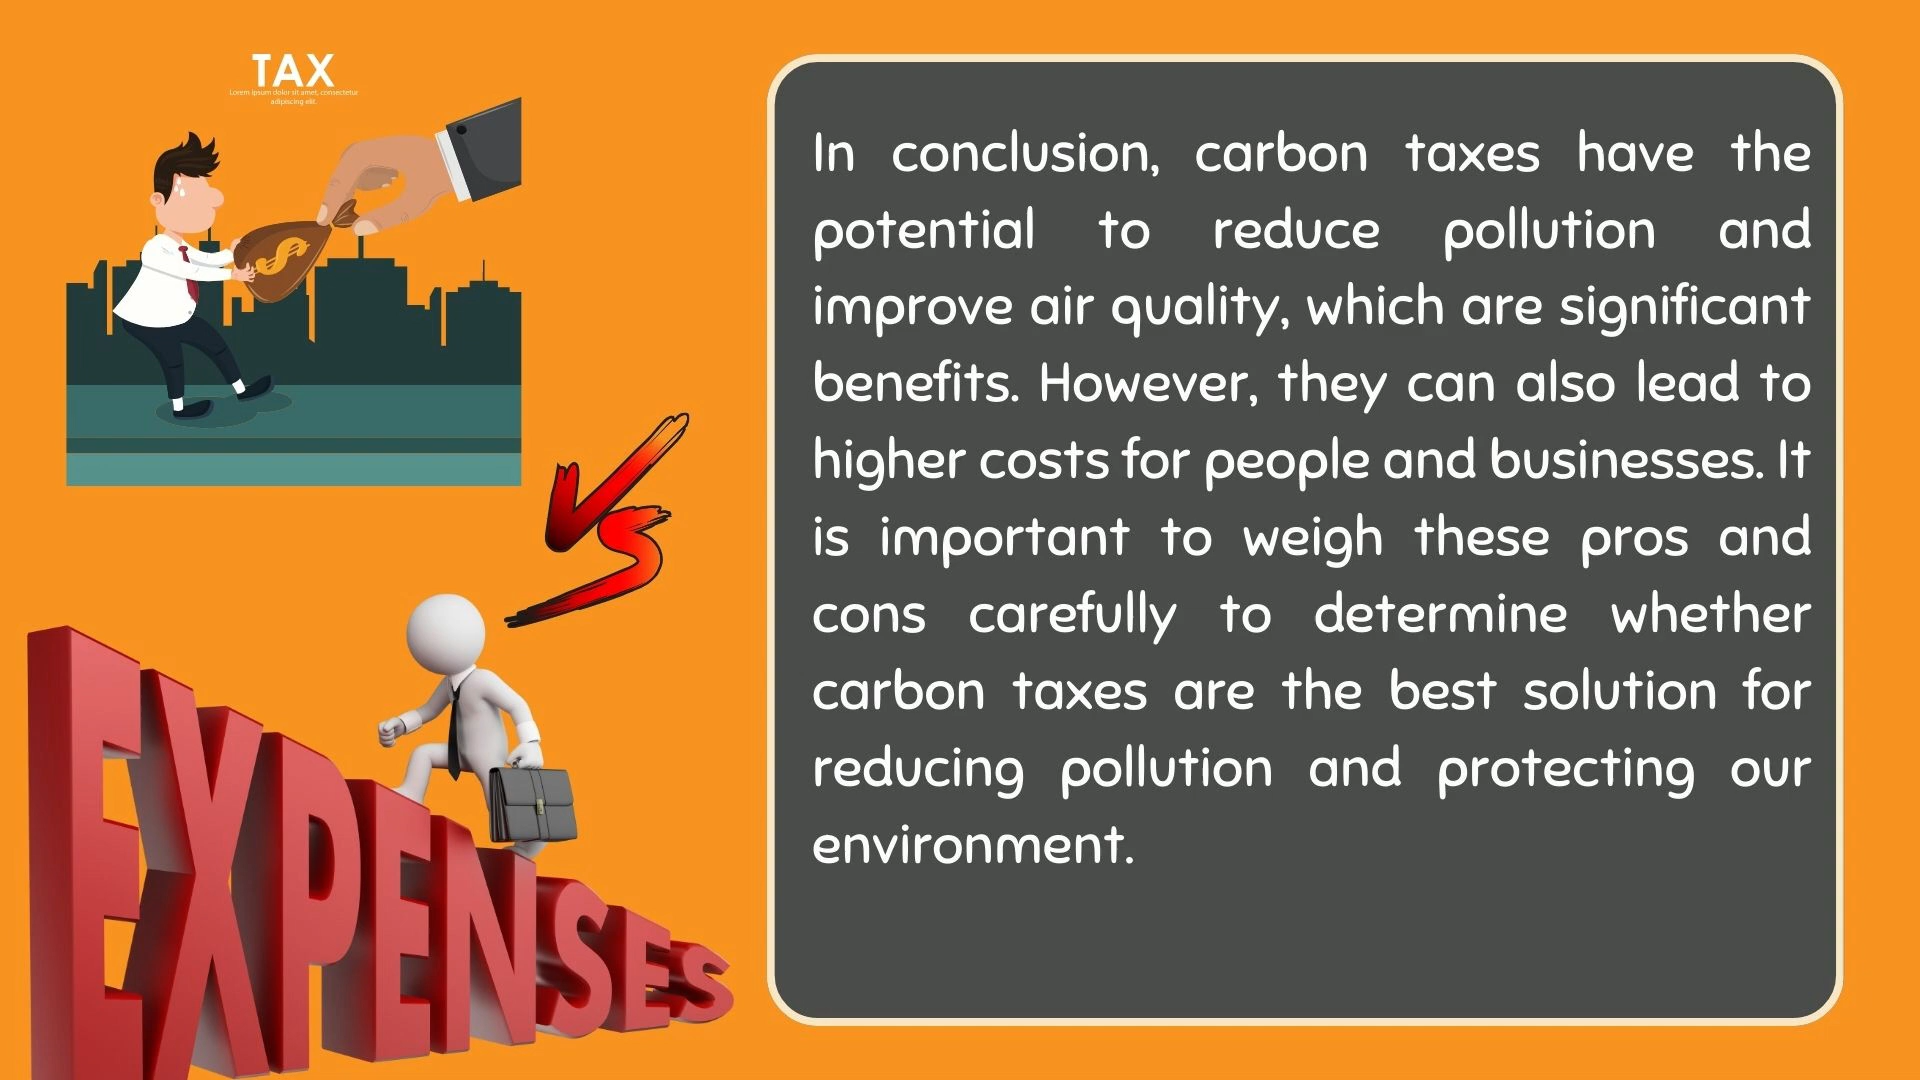 TAX
Lorem ipsum dolor sit amet, consectetur
adipiscing elit.
$
VS
EXPENSES
In conclusion, carbon taxes have the
potential to reduce pollution and
improve air quality, which are significant
benefits. However, they can also lead to
higher costs for people and businesses. It
is important to weigh these pros and
cons carefully to determine whether
carbon taxes are the best solution for
reducing pollution and protecting our
environment.